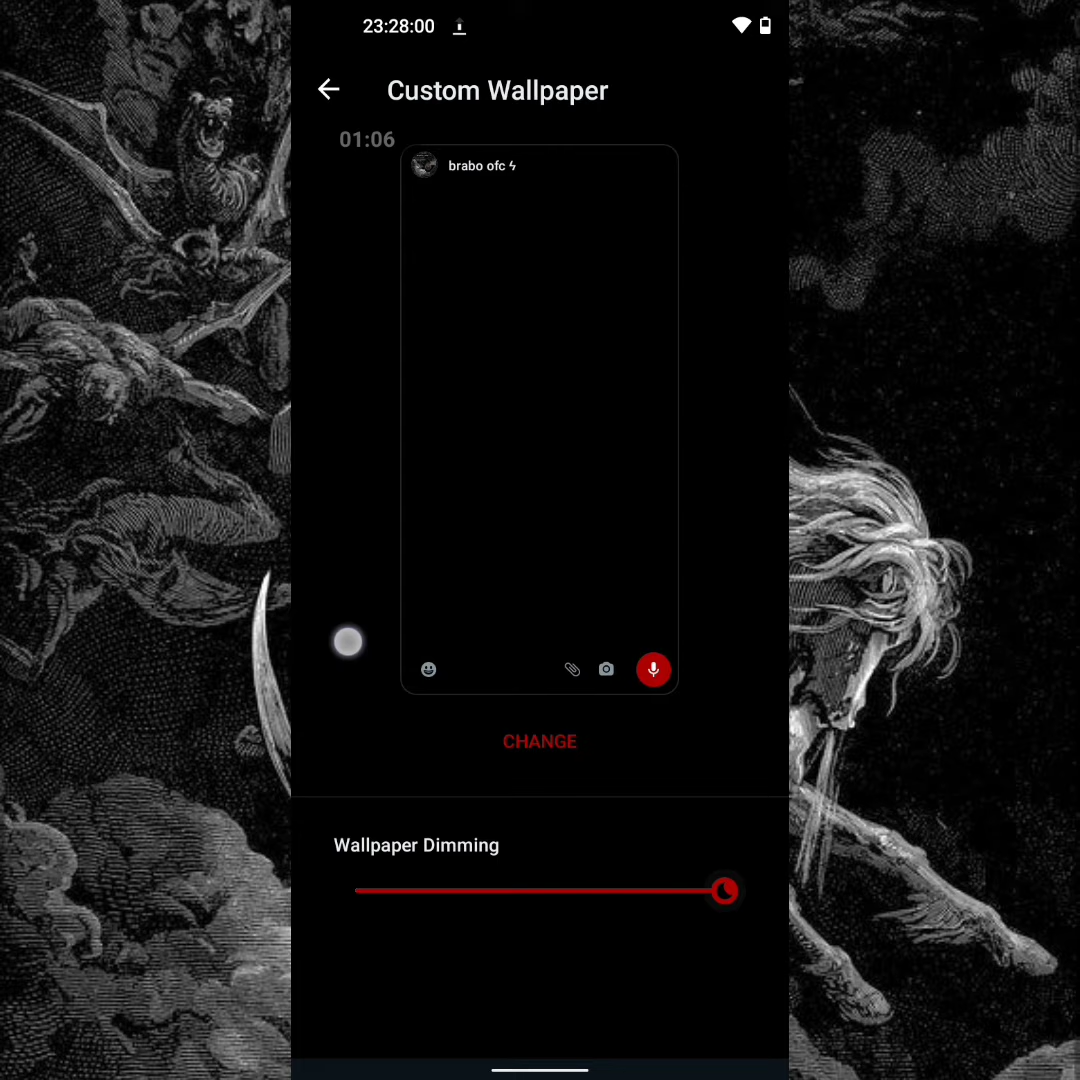 23:28:00
Custom Wallpaper
01:06
brabo ofc ϟ
CHANGE
Wallpaper Dimming